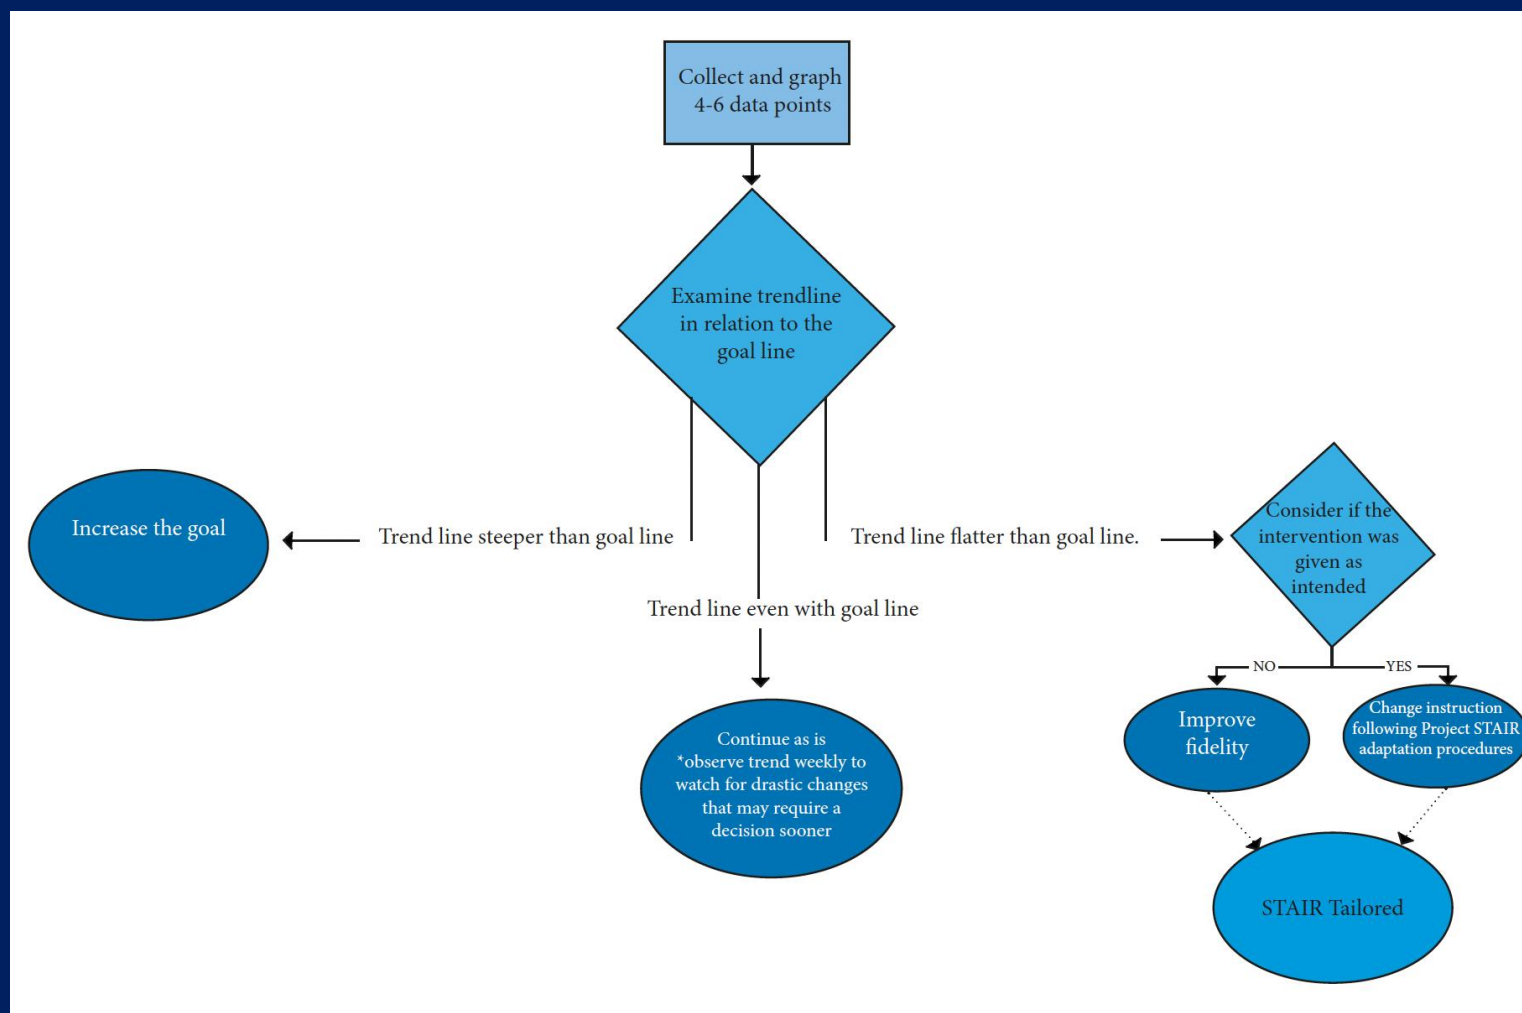 Collect and graph
4-6 data points
Examine trendline
in relation to the
goal line
Increase the goal
Trend line steeper than goal line
Trend line flatter than goal line.
Consider if the
intervention was
given as
intended
Trend line even with goal line
NO
YES
Continue as is
*observe trend weekly to
watch for drastic changes
that may require a
decision sooner
Improve
fidelity
Change instruction
following Project STAIR
adaptation procedures
STAIR Tailored